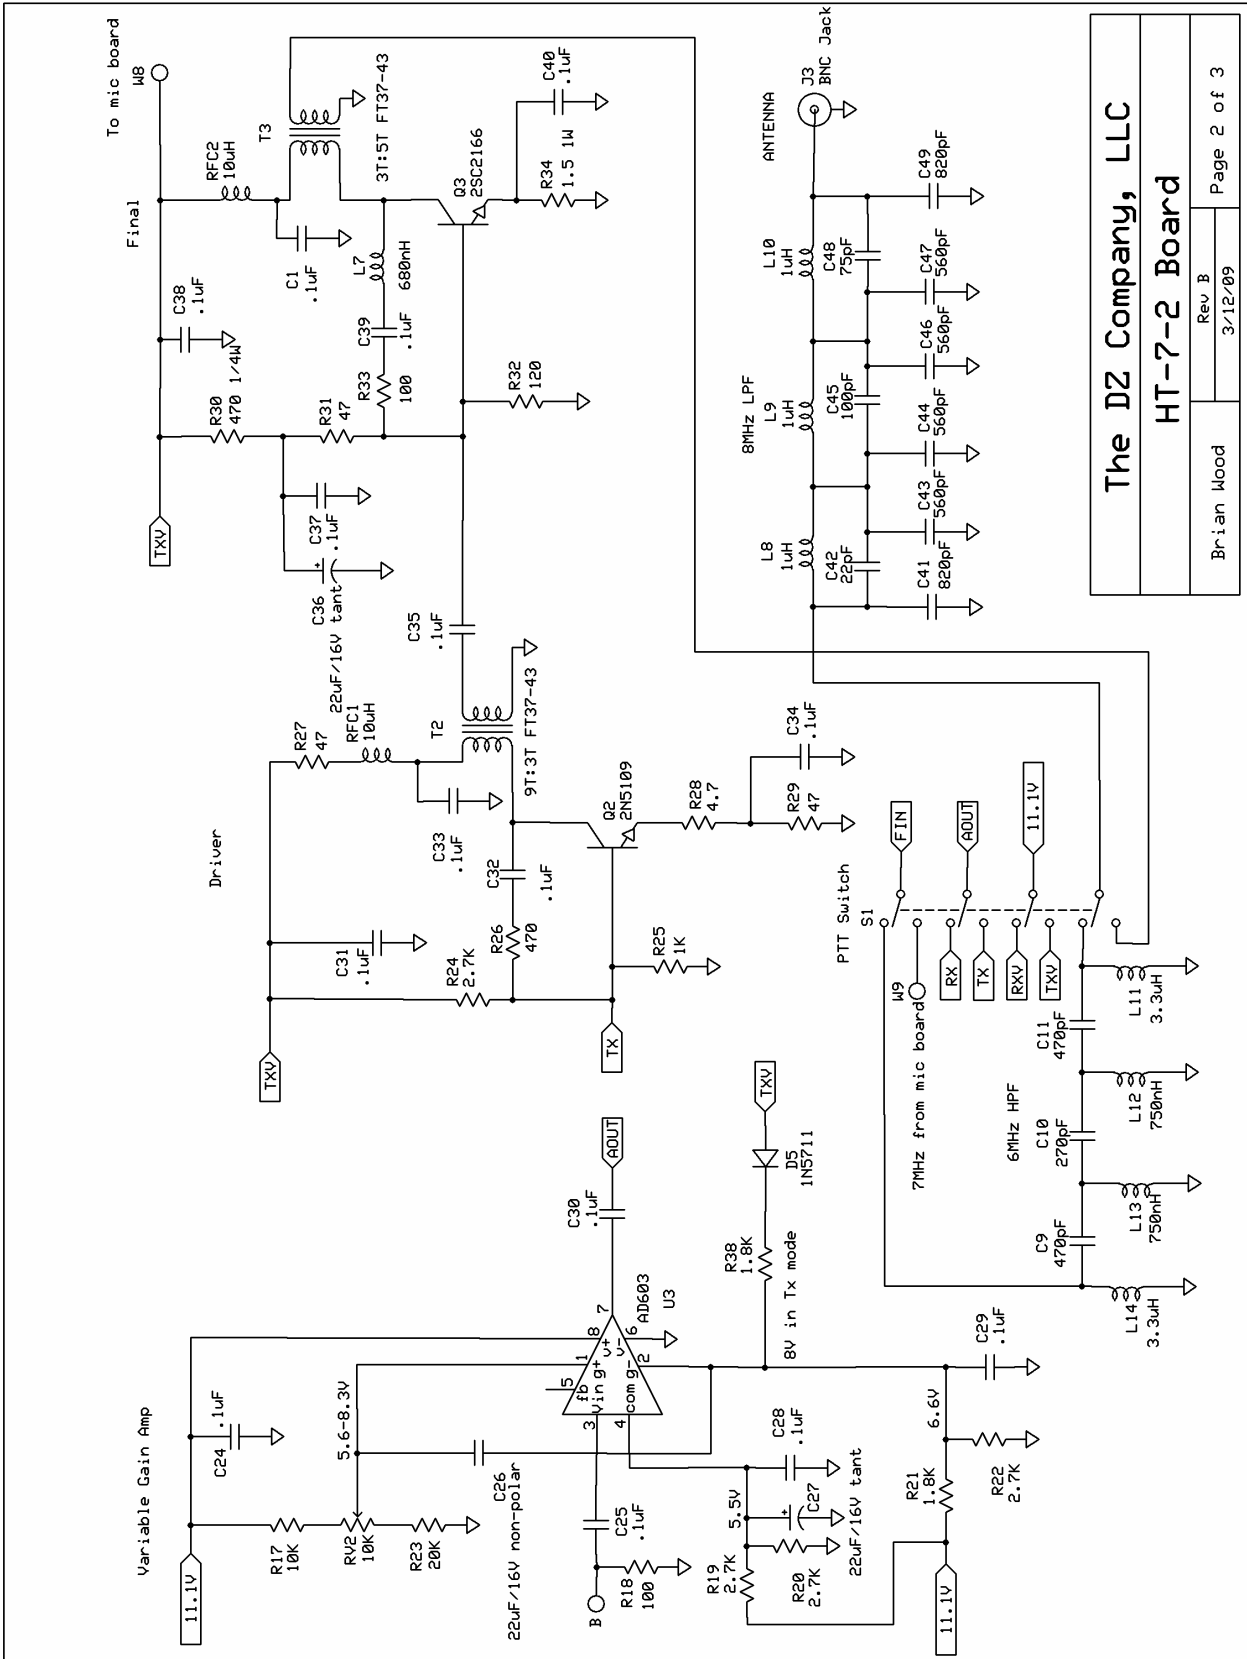 Variable Gain Amp
11.1V
C24
.1uF
R17
10K
RV2
10K
R23
20K
5.6-8.3V
C26
22uF/16V non-polar
B
R18
100
C25
.1uF
3
4
5
1
8
7
6
2
fb
Vin
g+
V+
V-
com
g-
AD603
U3
C30
.1uF
AOUT
R19
2.7K
R20
2.7K
5.5V
C27
22uF/16V tant
C28
.1uF
11.1V
R21
1.8K
R22
2.7K
6.6V
C29
.1uF
R38
1.8K
8V in Tx mode
D5
1N5711
TXV
Driver
TXV
C31
.1uF
R24
2.7K
R26
470
C32
.1uF
C33
.1uF
R27
47
RFC1
10uH
T2
9T:3T FT37-43
TX
R25
1K
Q2
2N5109
R28
4.7
R29
47
C34
.1uF
C35
.1uF
Final
To mic board
W8
TXV
C38
.1uF
R30
470 1/4W
R31
47
C36
22uF/16V tant
C37
.1uF
R33
100
C39
.1uF
L7
680nH
C1
.1uF
RFC2
10uH
T3
3T:5T FT37-43
Q3
2SC2166
R32
120
R34
1.5 1W
C40
.1uF
PTT Switch
S1
FIN
AOUT
11.1V
W9
7MHz from mic board
RX
TX
RXV
TXV
6MHz HPF
L14
3.3uH
C9
470pF
L13
750nH
C10
270pF
L12
750nH
C11
470pF
L11
3.3uH
8MHz LPF
L8
1uH
L9
1uH
L10
1uH
C42
22pF
C45
100pF
C48
75pF
C41
820pF
C43
560pF
C44
560pF
C46
560pF
C47
560pF
C49
820pF
ANTENNA
J3
BNC Jack
The DZ Company, LLC
HT-7-2 Board
Brian Wood
Rev B
3/12/09
Page 2 of 3